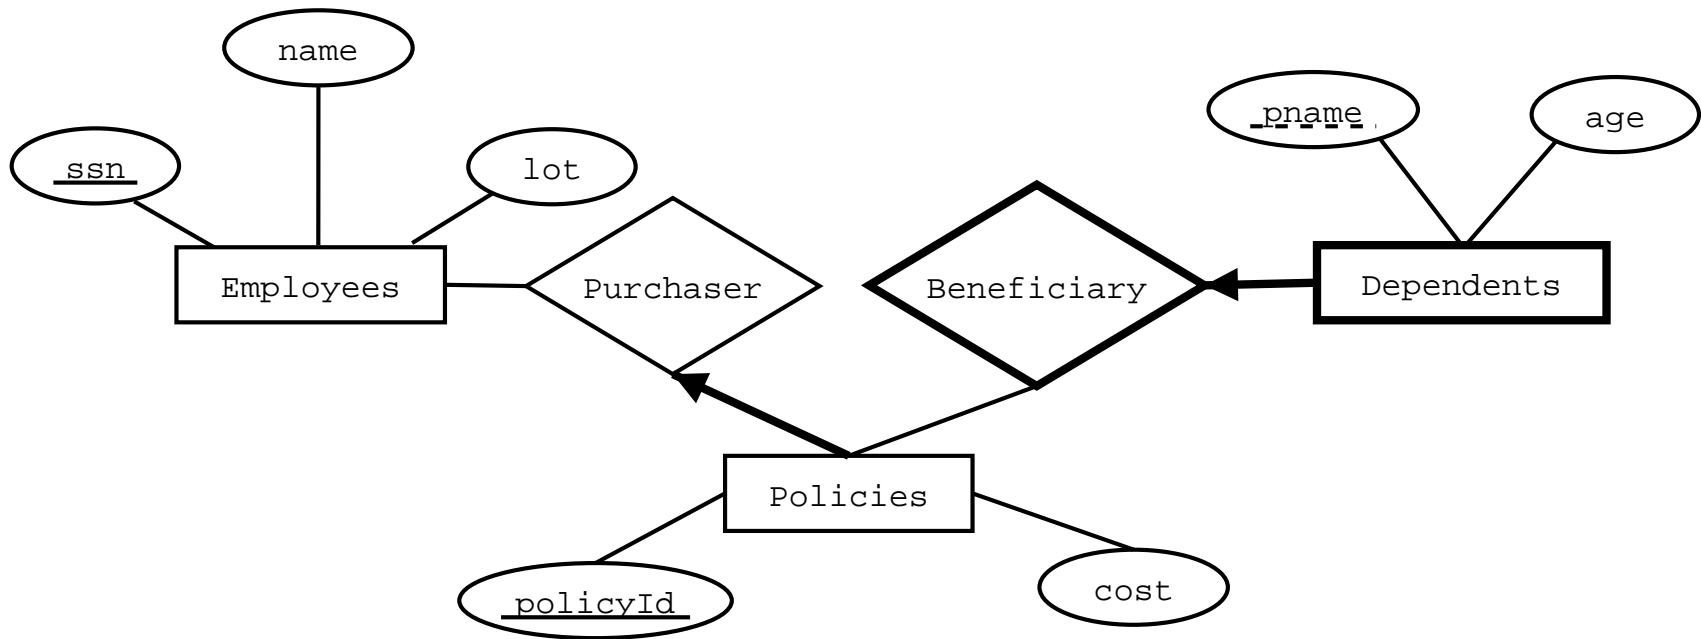 name
ssn
lot
pname
age
Employees
Purchaser
Beneficiary
Dependents
Policies
policyId
cost